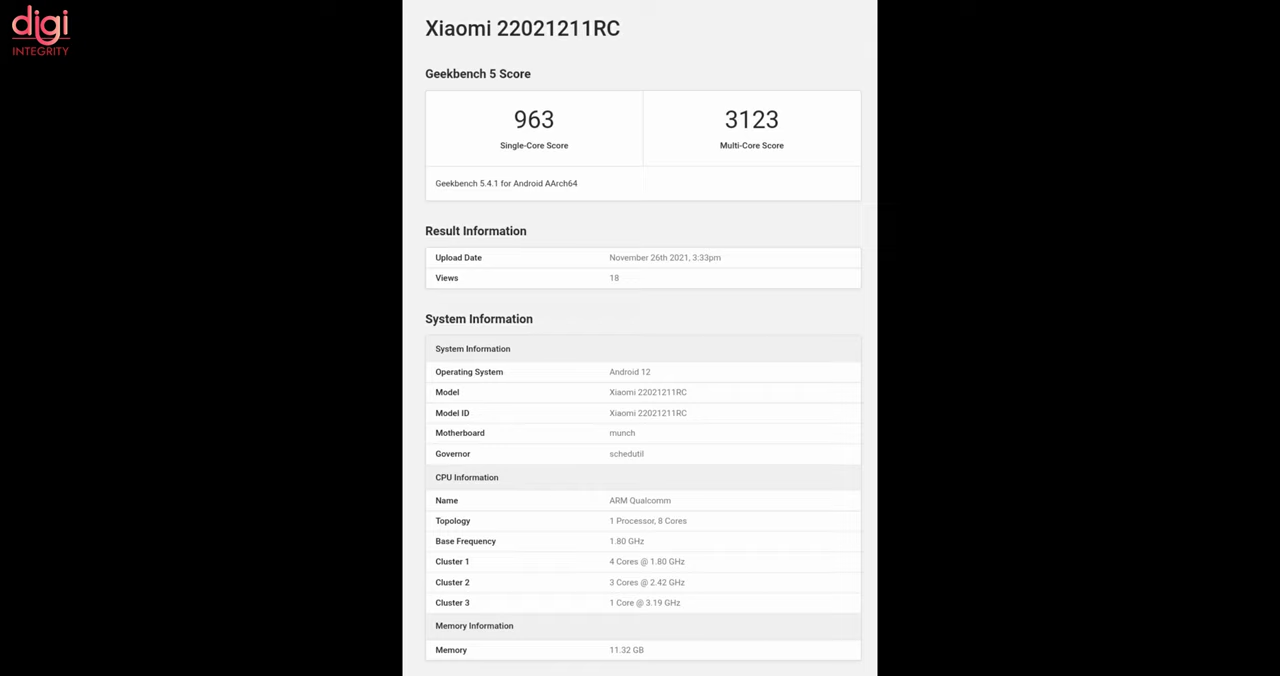 digi
INTEGRITY
Xiaomi 22021211RC
Geekbench 5 Score
963 3123
Single-Core Score Multi-Core Score
Geekbench 5.4.1 for Android AArch64
Result Information
Upload Date November 26th 2021, 3:33pm
Views 18
System Information
System Information
Operating System Android 12
Model Xiaomi 22021211RC
Model ID Xiaomi 22021211RC
Motherboard munch
Governor schedutil
CPU Information
Name ARM Qualcomm
Topology 1 Processor, 8 Cores
Base Frequency 1.80 GHz
Cluster 1 4 Cores @ 1.80 GHz
Cluster 2 3 Cores @ 2.42 GHz
Cluster 3 1 Core @ 3.19 GHz
Memory Information
Memory 11.32 GB